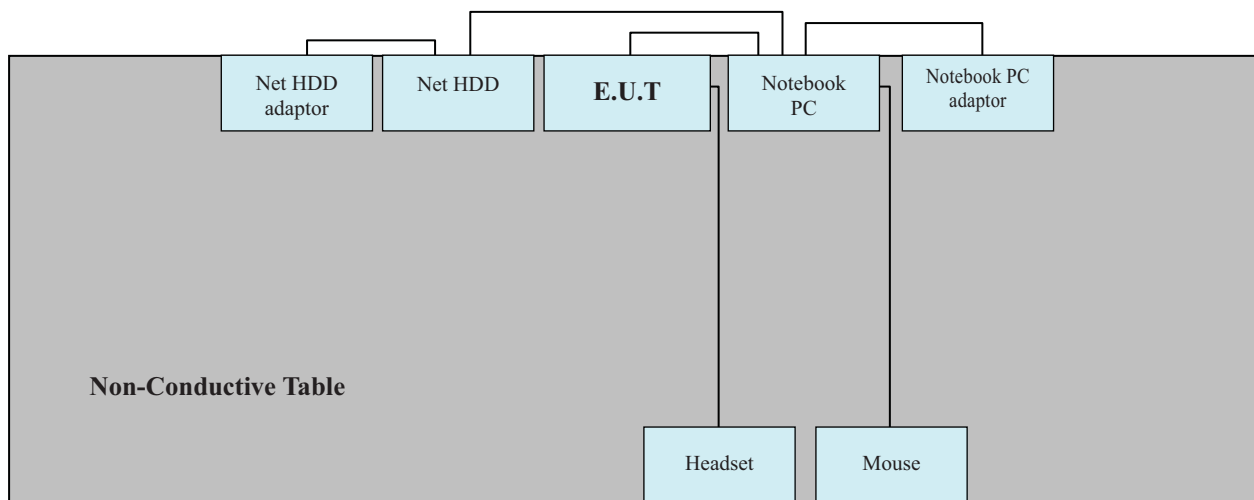 Net HDD
adaptor
Net HDD
E.U.T
Notebook
PC
Notebook PC
adaptor
Non-Conductive Table
Headset
Mouse